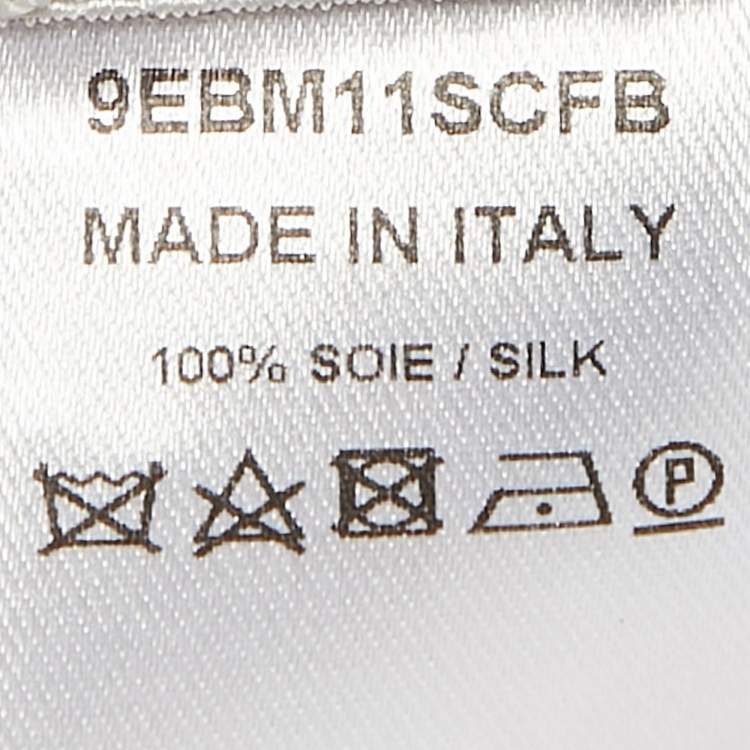 9EBM11SCFB
MADE IN ITALY
100% SOIE / SILK
P